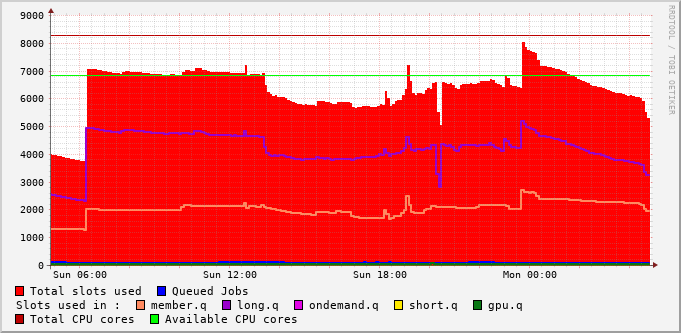 9000
8000
7000
6000
5000
4000
3000
2000
1000
0
Sun 06:00 Sun 12:00 Sun 18:00 Mon 00:00
RRDTOOL / TOBI OETIKER
Total slots used Queued Jobs
Slots used in : member.q long.q ondemand.q short.q gpu.q
Total CPU cores Available CPU cores